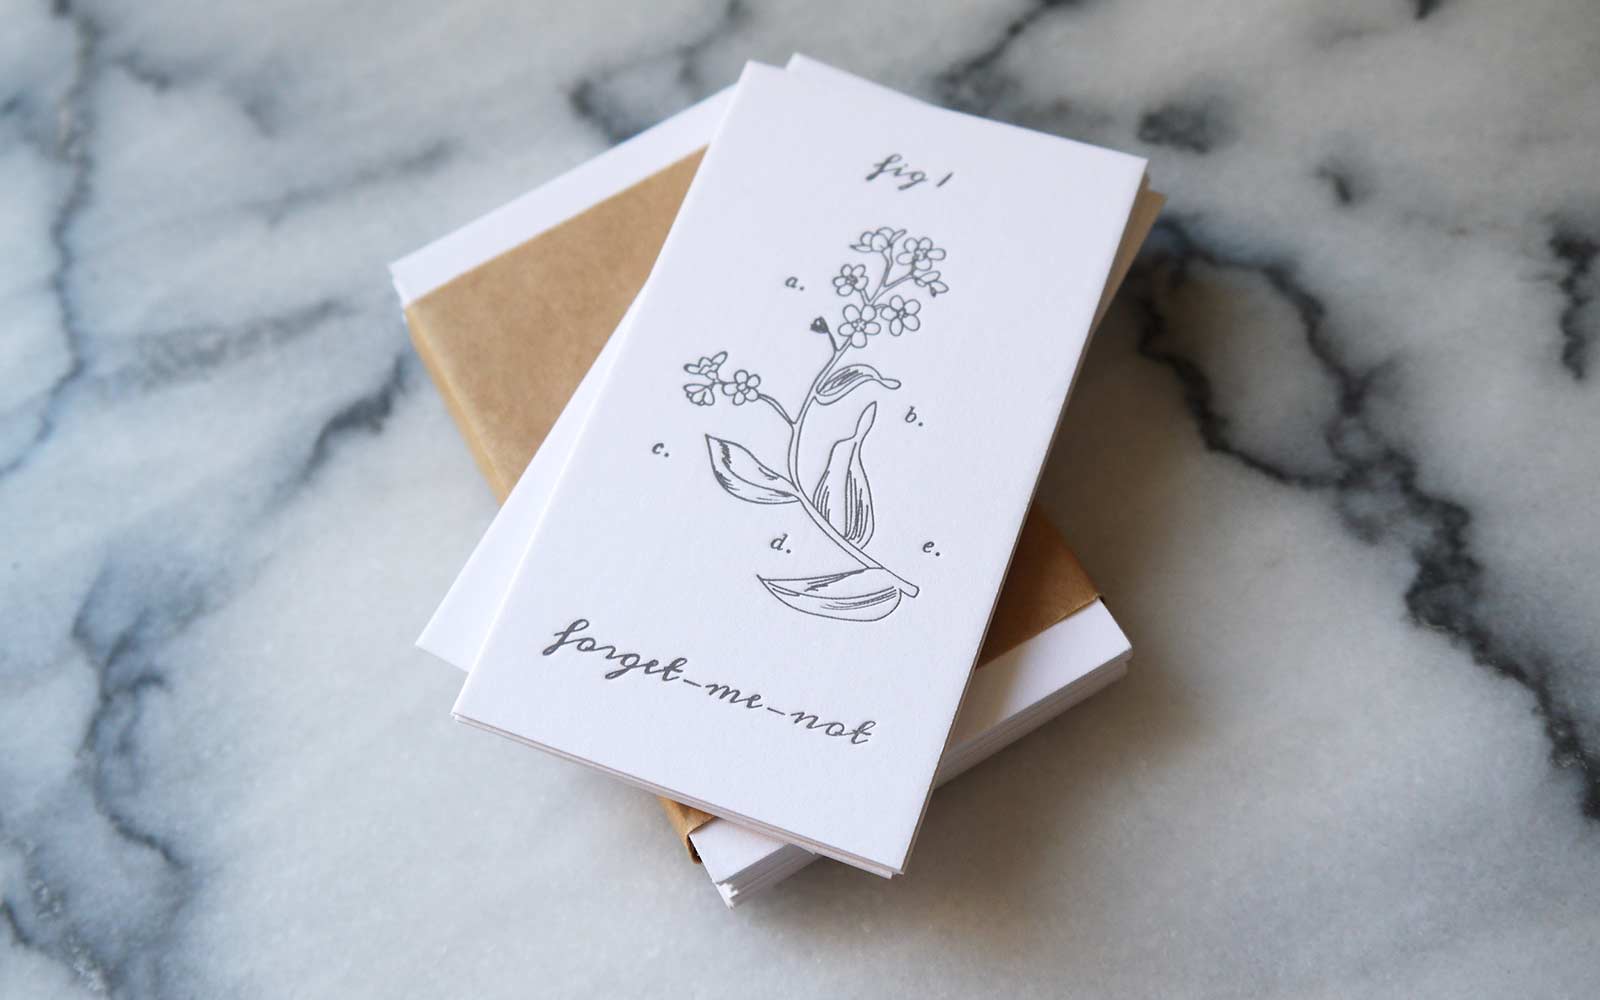 fig 1
a.
b.
c.
d.
e.
forget-me-not